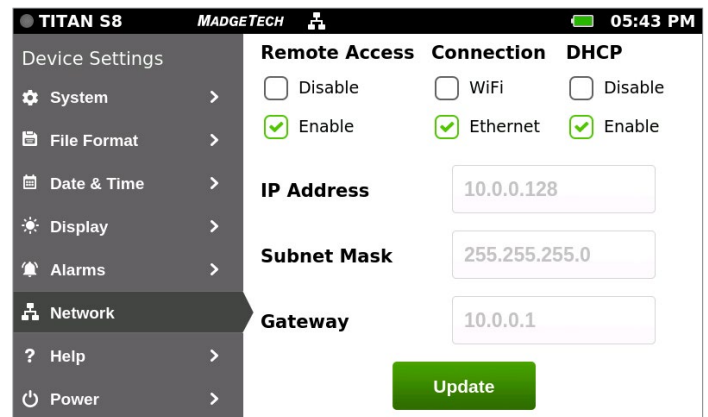 TITAN S8 MADGETECH 05:43 PM
Device Settings
System
File Format
Date & Time
Display
Alarms
Network
? Help
Power
Remote Access Connection DHCP
Disable WiFi Disable
Enable Ethernet Enable
IP Address 10.0.0.128
Subnet Mask 255.255.255.0
Gateway 10.0.0.1
Update